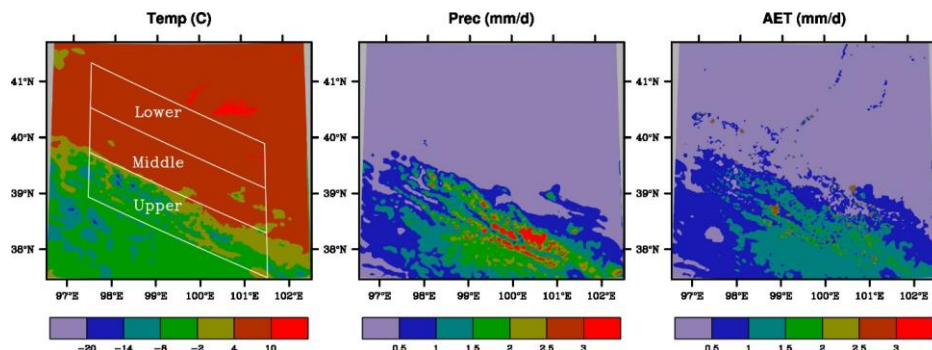 Temp (C) Prec (mm/d) AET (mm/d)
41°N 41°N 41°N
Lower
40°N 40°N 40°N
Middle
39°N 39°N 39°N
Upper
38°N 38°N 38°N
97°E 98°E 99°E 100°E 101°E 102°E 97°E 98°E 99°E 100°E 101°E 102°E 97°E 98°E 99°E 100°E 101°E 102°E
-20 -14 -8 -2 4 10 0.5 1 1.5 2 2.5 3 0.5 1 1.5 2 2.5 3